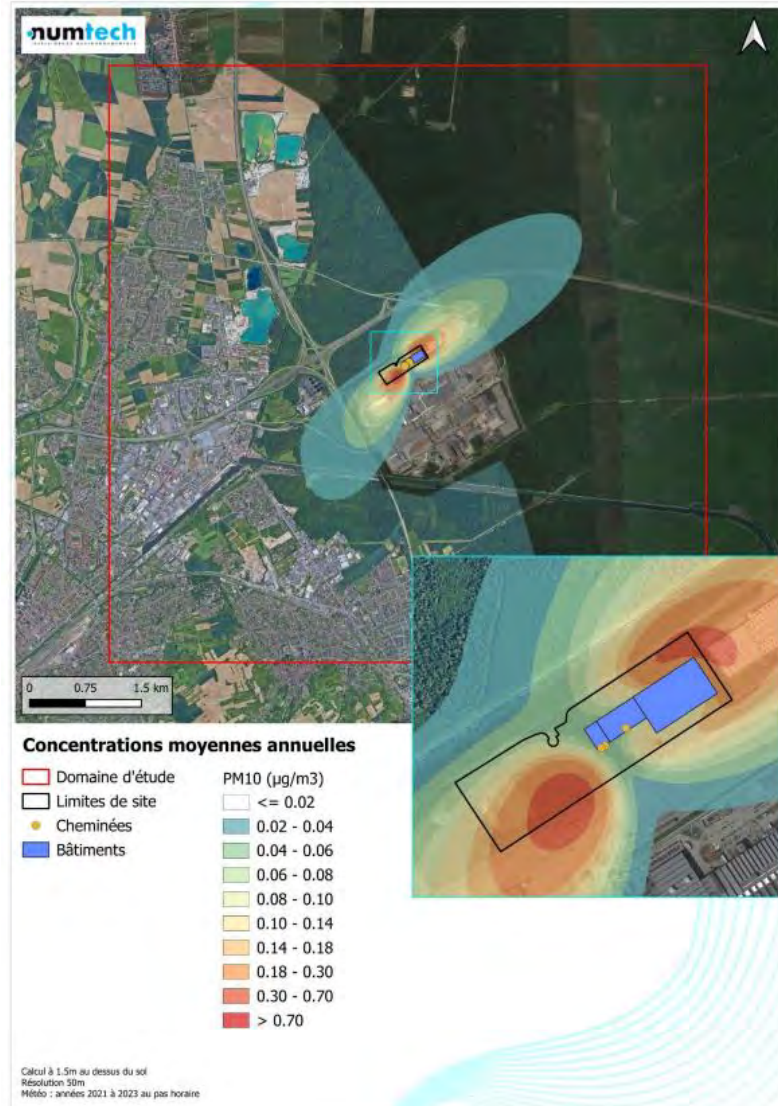 numtech
0 0.75 1.5 km
Concentrations moyennes annuelles
Domaine d'étude
Limites de site
Cheminées
Bâtiments
PM10 (µg/m3)
<= 0.02
0.02 - 0.04
0.04 - 0.06
0.06 - 0.08
0.08 - 0.10
0.10 - 0.14
0.14 - 0.18
0.18 - 0.30
0.30 - 0.70
> 0.70
Calcul à 1.5m au dessus du sol
Résolution 50m
Météo : années 2021 à 2023 au pas horaire